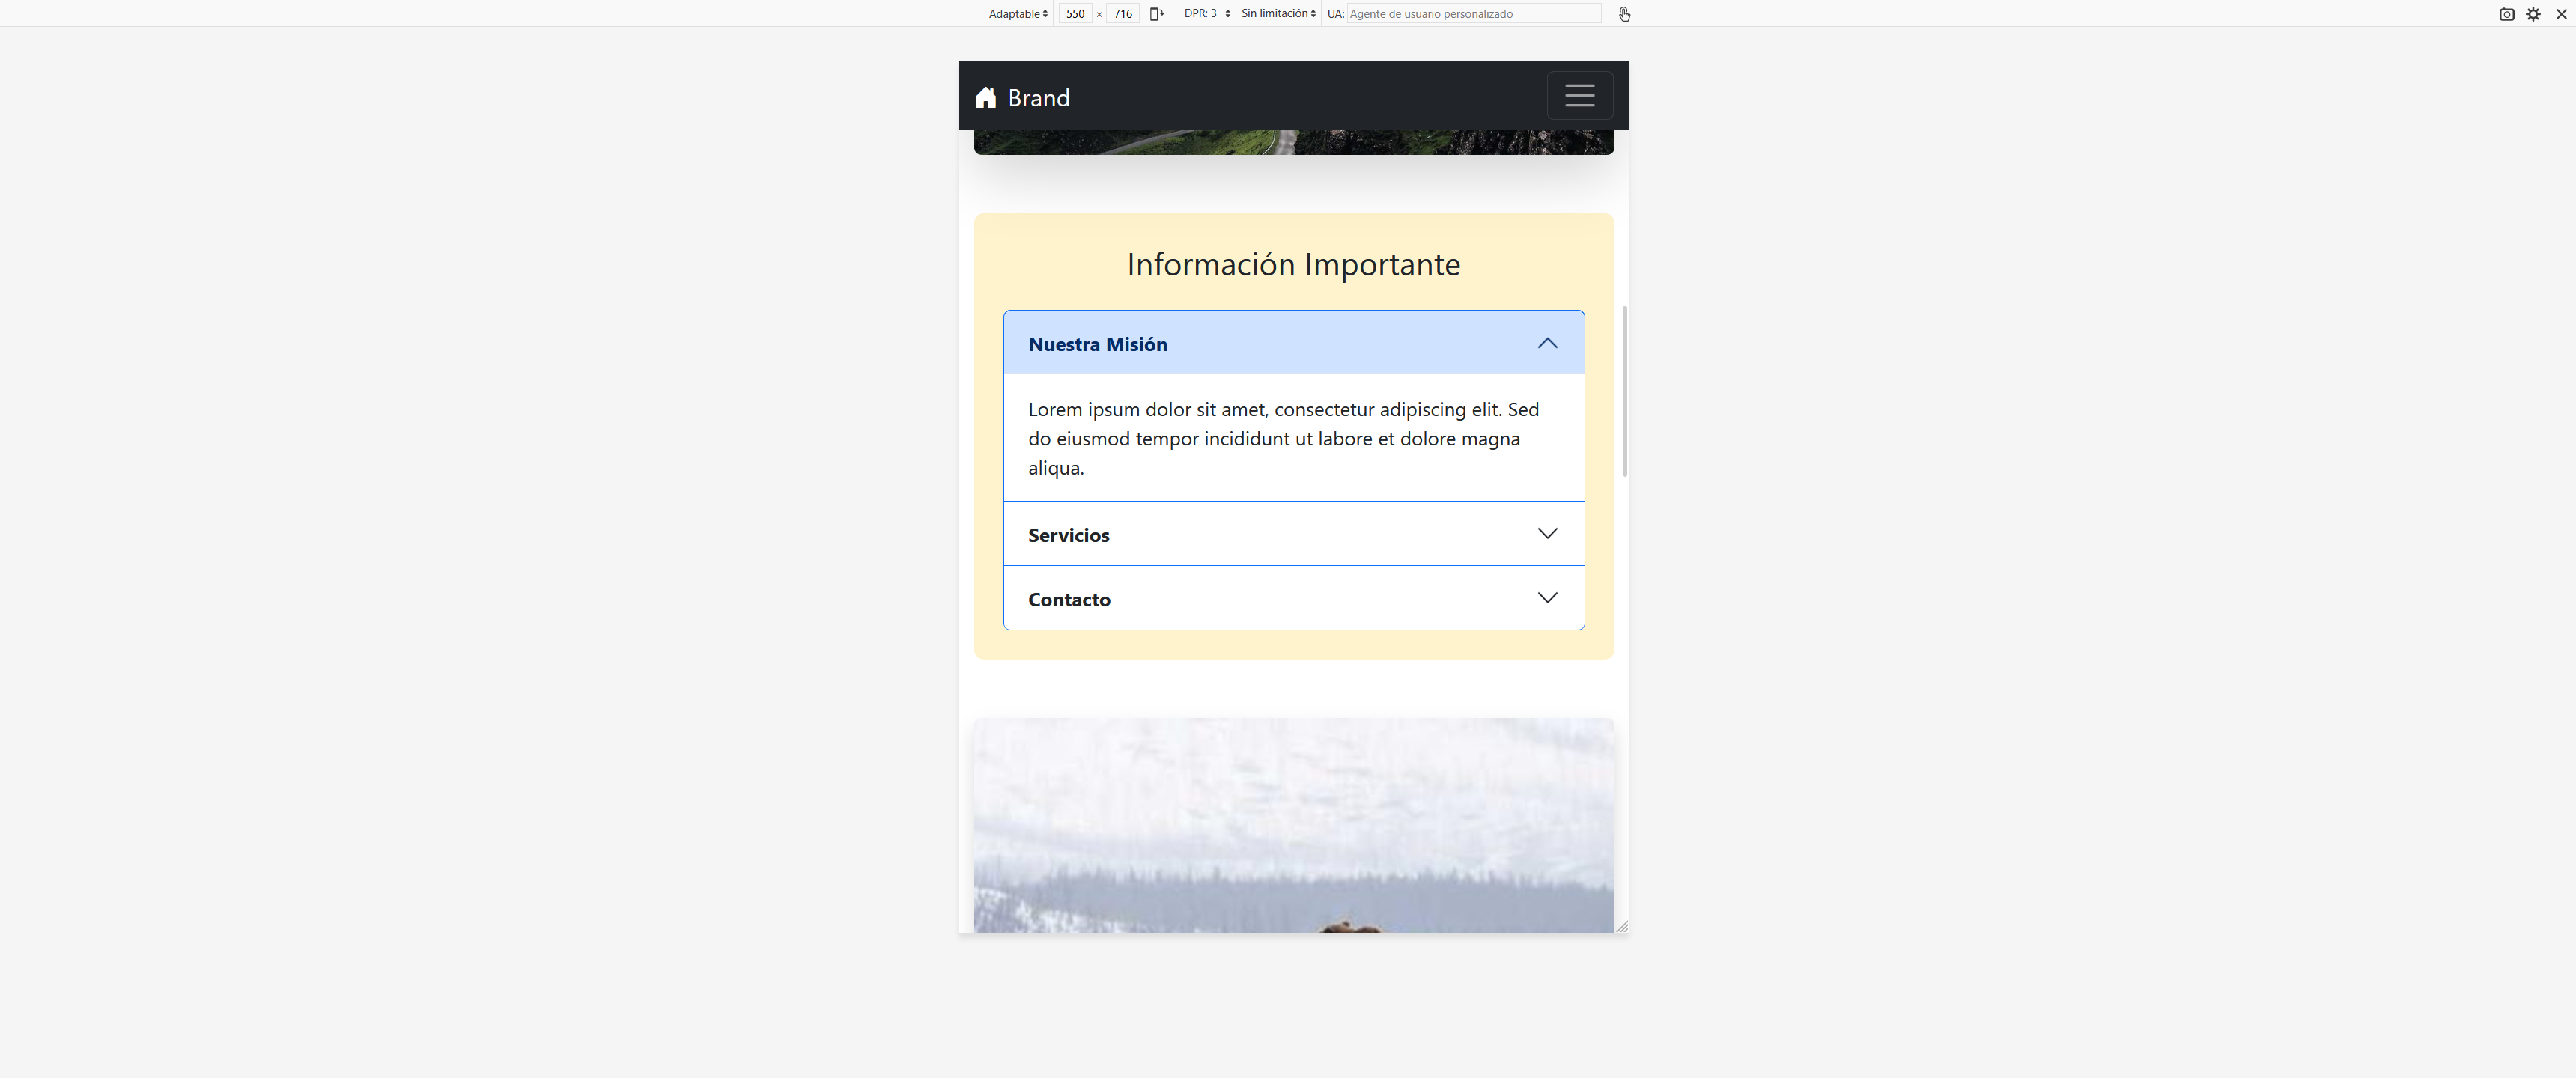 Adaptable 550 × 716 DPR: 3 Sin limitación UA: Agente de usuario personalizado
Brand
Información Importante
Nuestra Misión
Lorem ipsum dolor sit amet, consectetur adipiscing elit. Sed
do eiusmod tempor incididunt ut labore et dolore magna
aliqua.
Servicios
Contacto